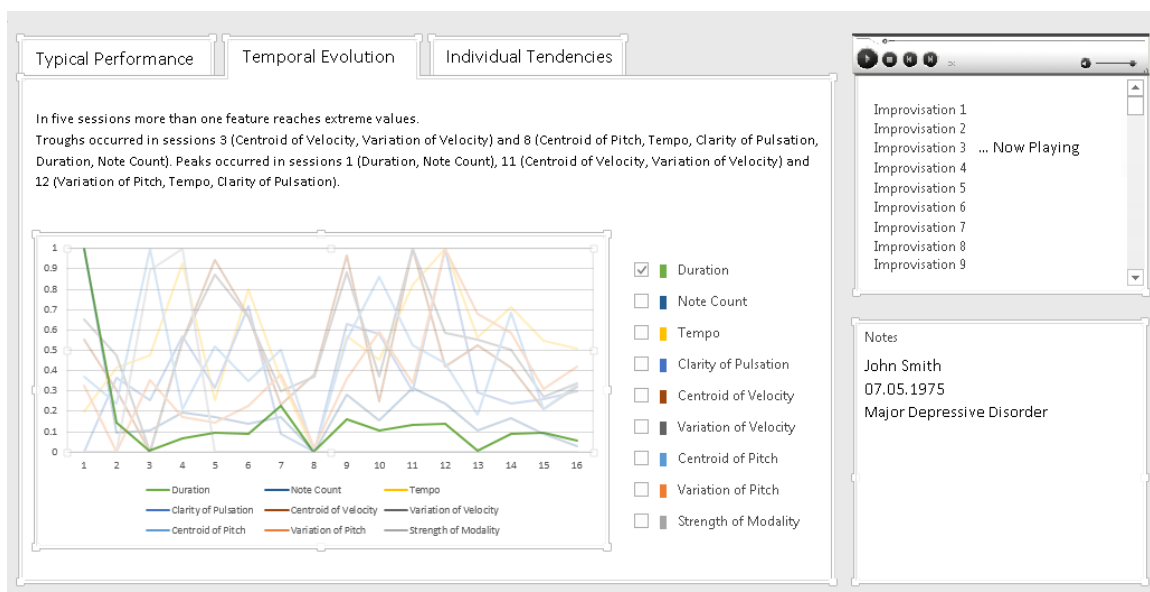 Typical Performance
Temporal Evolution
Individual Tendencies
In five sessions more than one feature reaches extreme values.
Troughs occurred in sessions 3 (Centroid of Velocity, Variation of Velocity) and 8 (Centroid of Pitch, Tempo, Clarity of Pulsation,
Duration, Note Count). Peaks occurred in sessions 1 (Duration, Note Count), 11 (Centroid of Velocity, Variation of Velocity) and
12 (Variation of Pitch, Tempo, Clarity of Pulsation).
1
0.9
0.8
0.7
0.6
0.5
0.4
0.3
0.2
0.1
0
1 2 3 4 5 6 7 8 9 10 11 12 13 14 15 16
Duration Note Count Tempo
Clarity of Pulsation Centroid of Velocity Variation of Velocity
Centroid of Pitch Variation of Pitch Strength of Modality
Duration
Note Count
Tempo
Clarity of Pulsation
Centroid of Velocity
Variation of Velocity
Centroid of Pitch
Variation of Pitch
Strength of Modality
Improvisation 1
Improvisation 2
Improvisation 3 ... Now Playing
Improvisation 4
Improvisation 5
Improvisation 6
Improvisation 7
Improvisation 8
Improvisation 9
Notes
John Smith
07.05.1975
Major Depressive Disorder